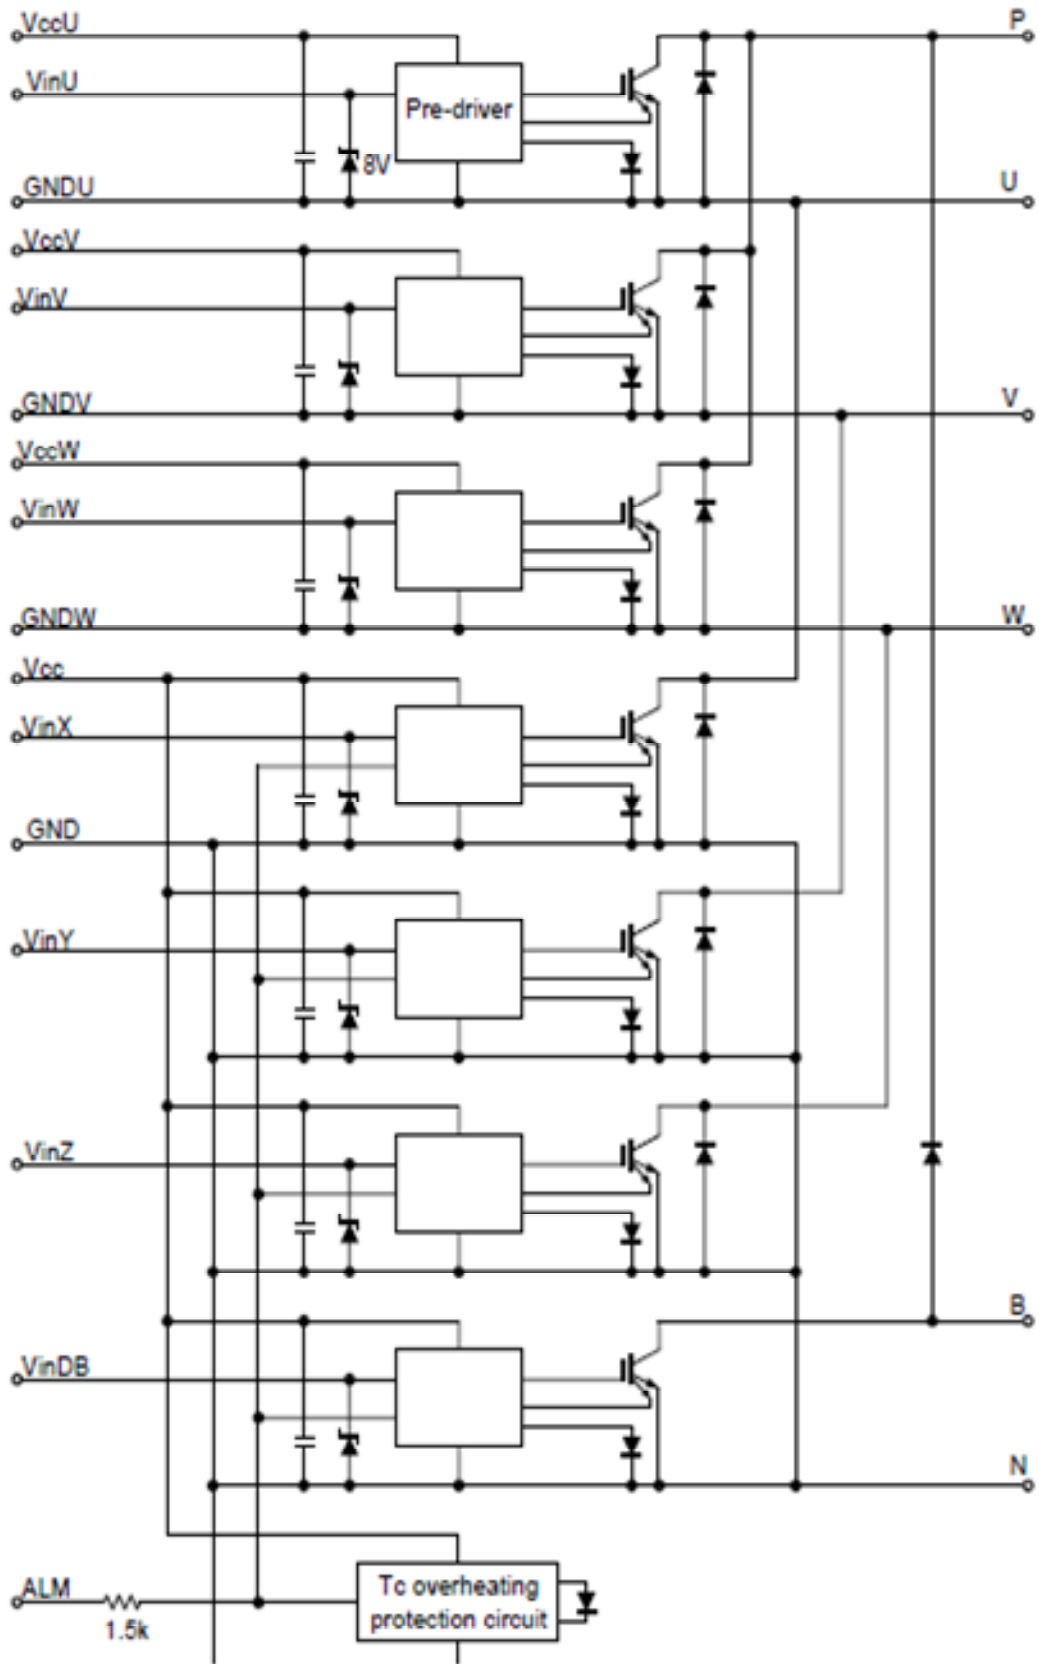 VccU
P
VinU
Pre-driver
8V
GNDU
U
VccV
VinV
GNDV
V
VccW
VinW
GNDW
W
Vcc
VinX
GND
VinY
VinZ
B
VinDB
N
ALM
1.5k
Tc overheating
protection circuit